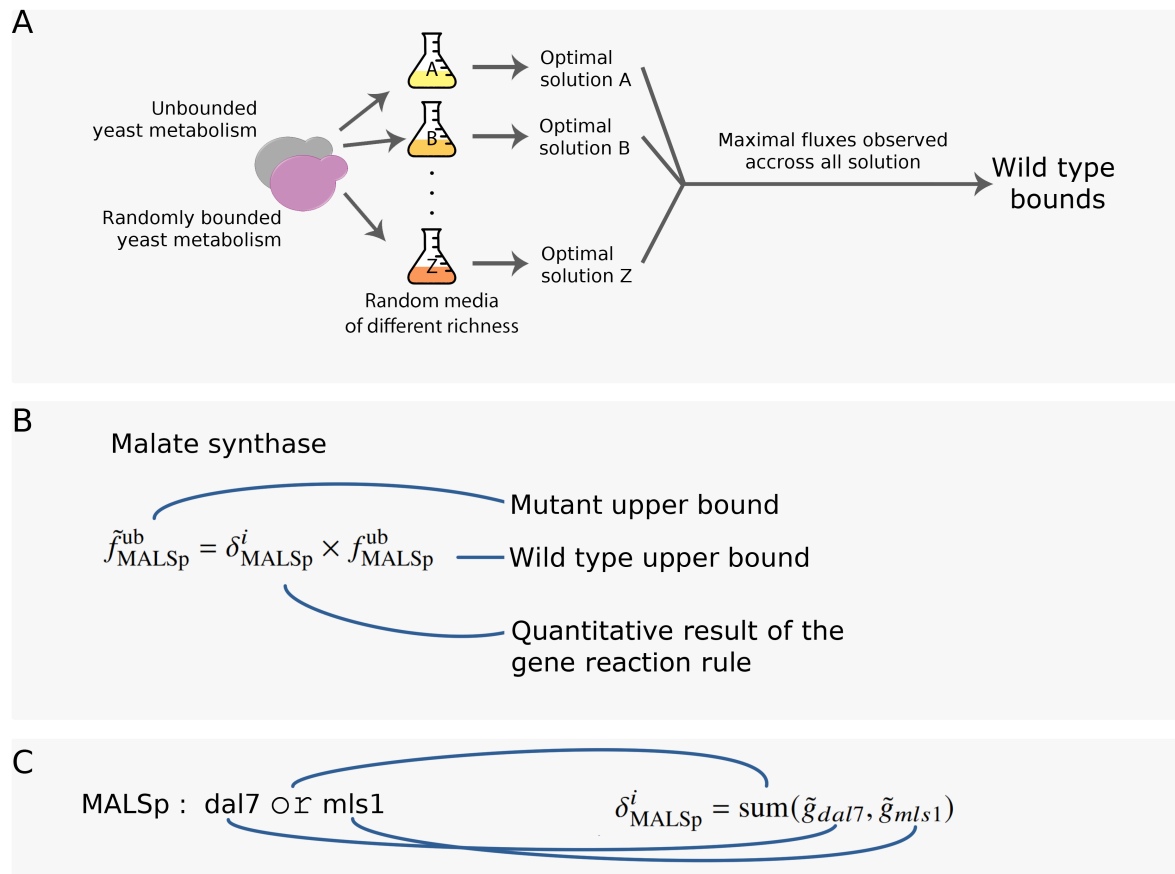 A
Unbounded
yeast metabolism
Randomly bounded
yeast metabolism
A
B
Z
Random media
of different richness
Optimal
solution A
Optimal
solution B
Optimal
solution Z
Maximal fluxes observed
accross all solution
Wild type
bounds
B
Malate synthase
Mutant upper bound
f̃^ub_MALSp = δ^i_MALSp × f^ub_MALSp
Wild type upper bound
Quantitative result of the
gene reaction rule
C
MALSp : dal7 or mls1
δ^i_MALSp = sum(g̃_dal7, g̃_mls1)